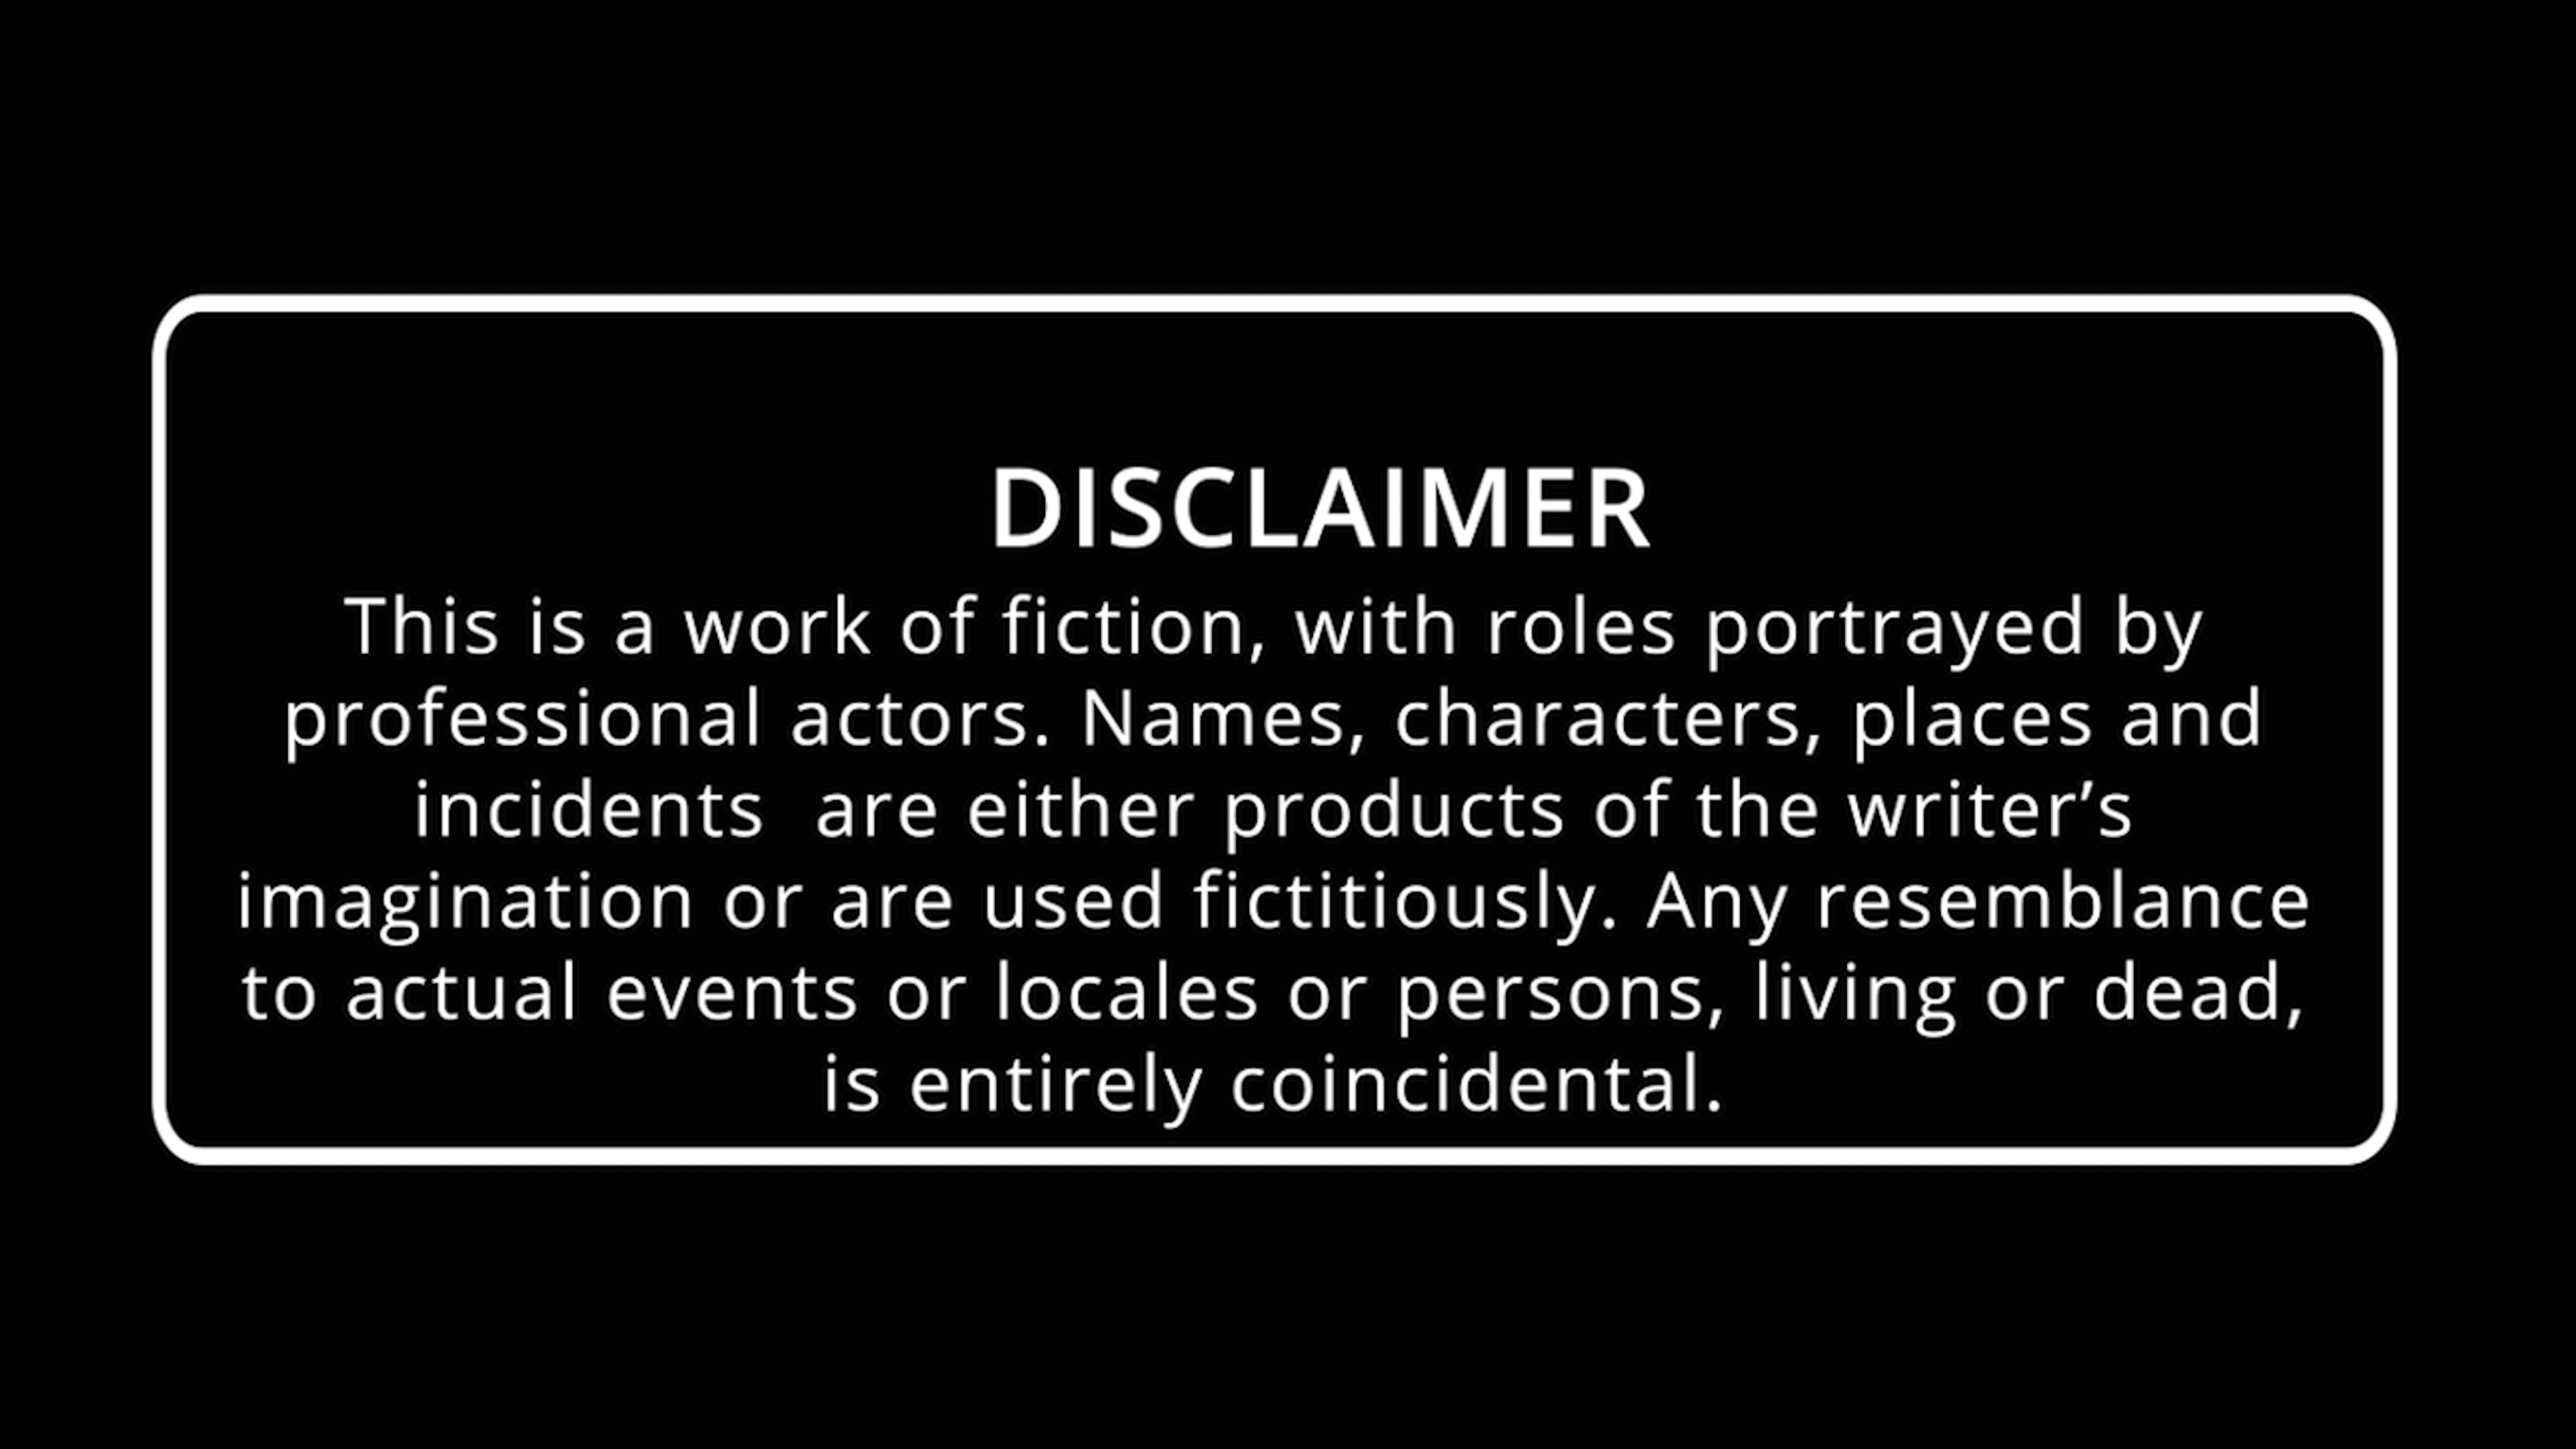 DISCLAIMER
This is a work of fiction, with roles portrayed by
professional actors. Names, characters, places and
incidents  are either products of the writer’s
imagination or are used fictitiously. Any resemblance
to actual events or locales or persons, living or dead,
is entirely coincidental.